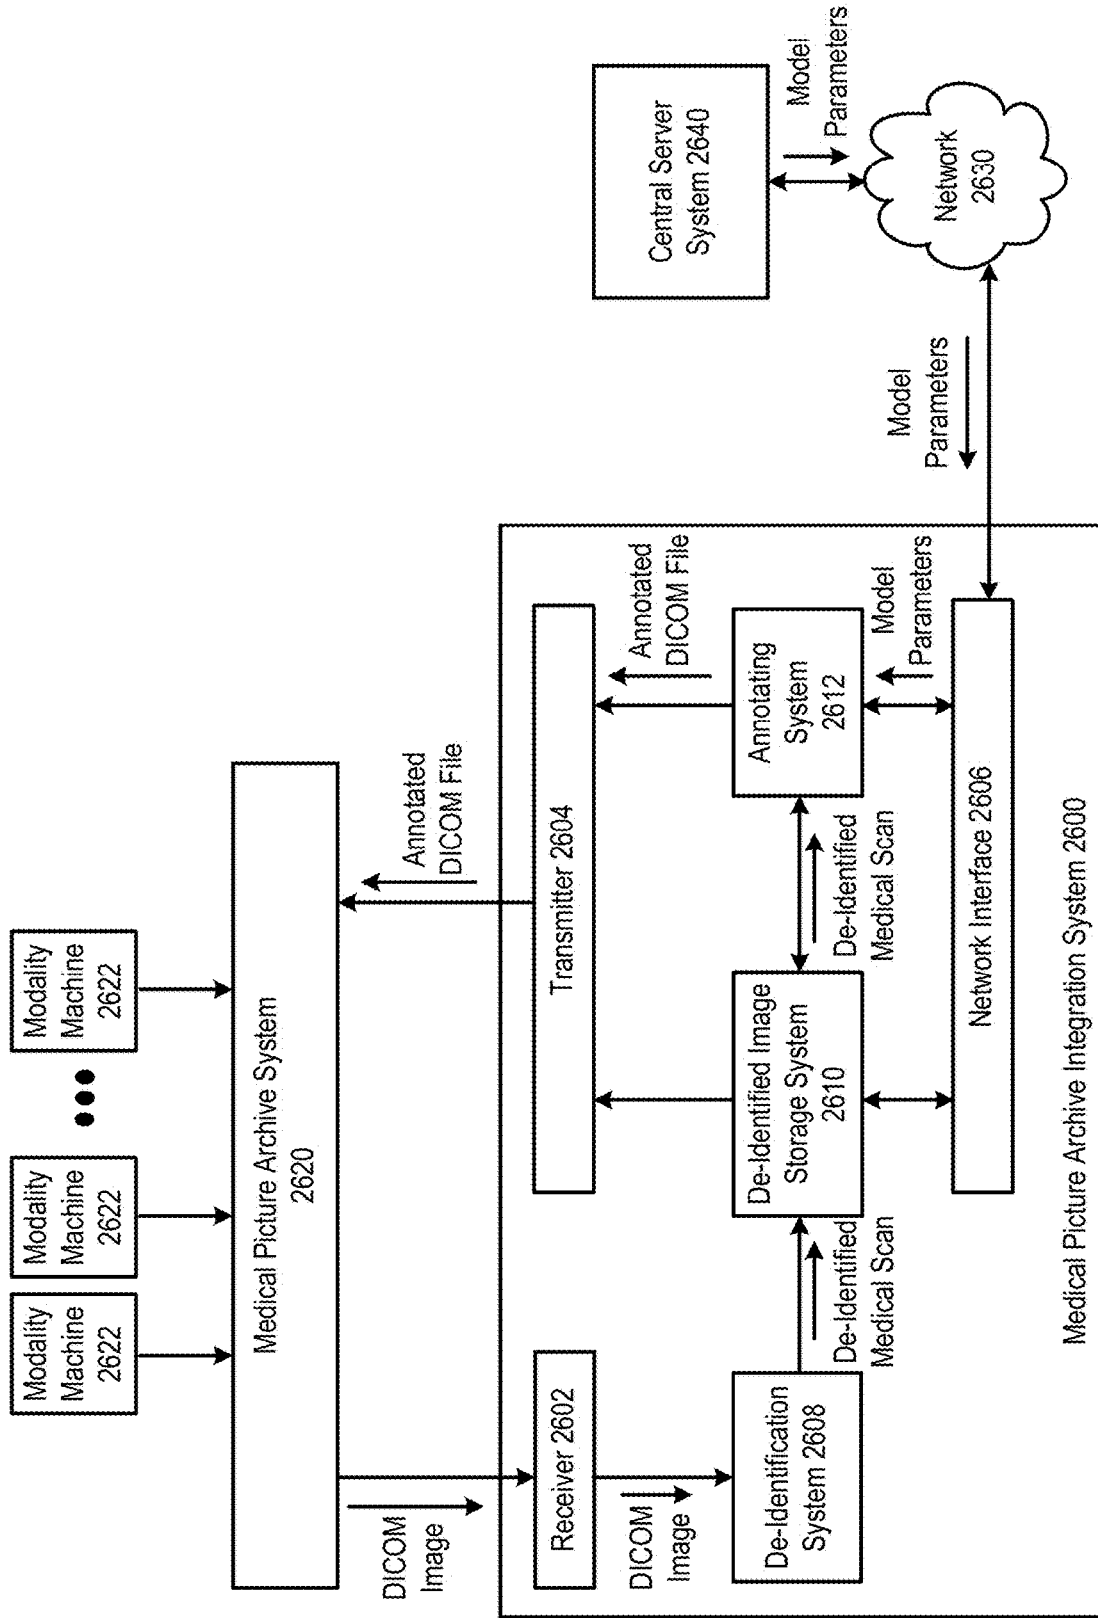 Modality
Machine
2622
Modality
Machine
2622
Modality
Machine
2622
Medical Picture Archive System
2620
DICOM
Image
Annotated
DICOM File
Receiver 2602
Transmitter 2604
DICOM
Image
Annotated
DICOM File
De-Identification
System 2608
De-Identified Image
Storage System
2610
Annotating
System
2612
De-Identified
Medical Scan
De-Identified
Medical Scan
Model
Parameters
Network Interface 2606
Medical Picture Archive Integration System 2600
Central Server
System 2640
Model
Parameters
Model
Parameters
Network
2630